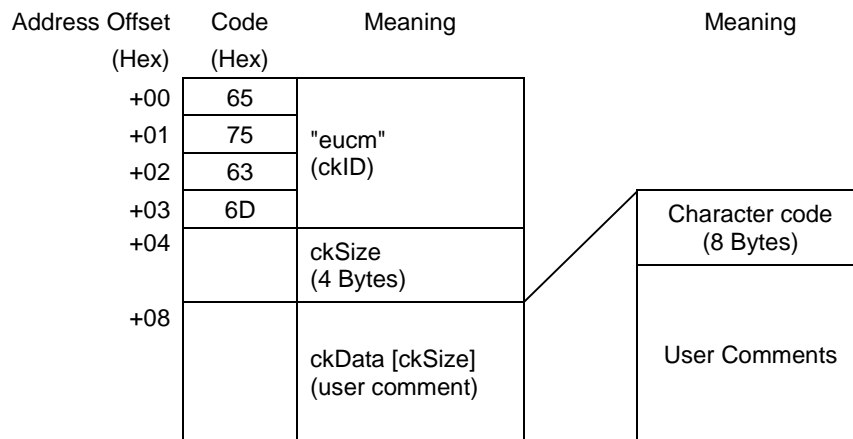 Address Offset Code Meaning Meaning
(Hex) (Hex)
+00 65
+01 75
+02 63
+03 6D
"eucm"
(ckID)
+04
ckSize
(4 Bytes)
Character code
(8 Bytes)
+08
ckData [ckSize]
(user comment)
User Comments